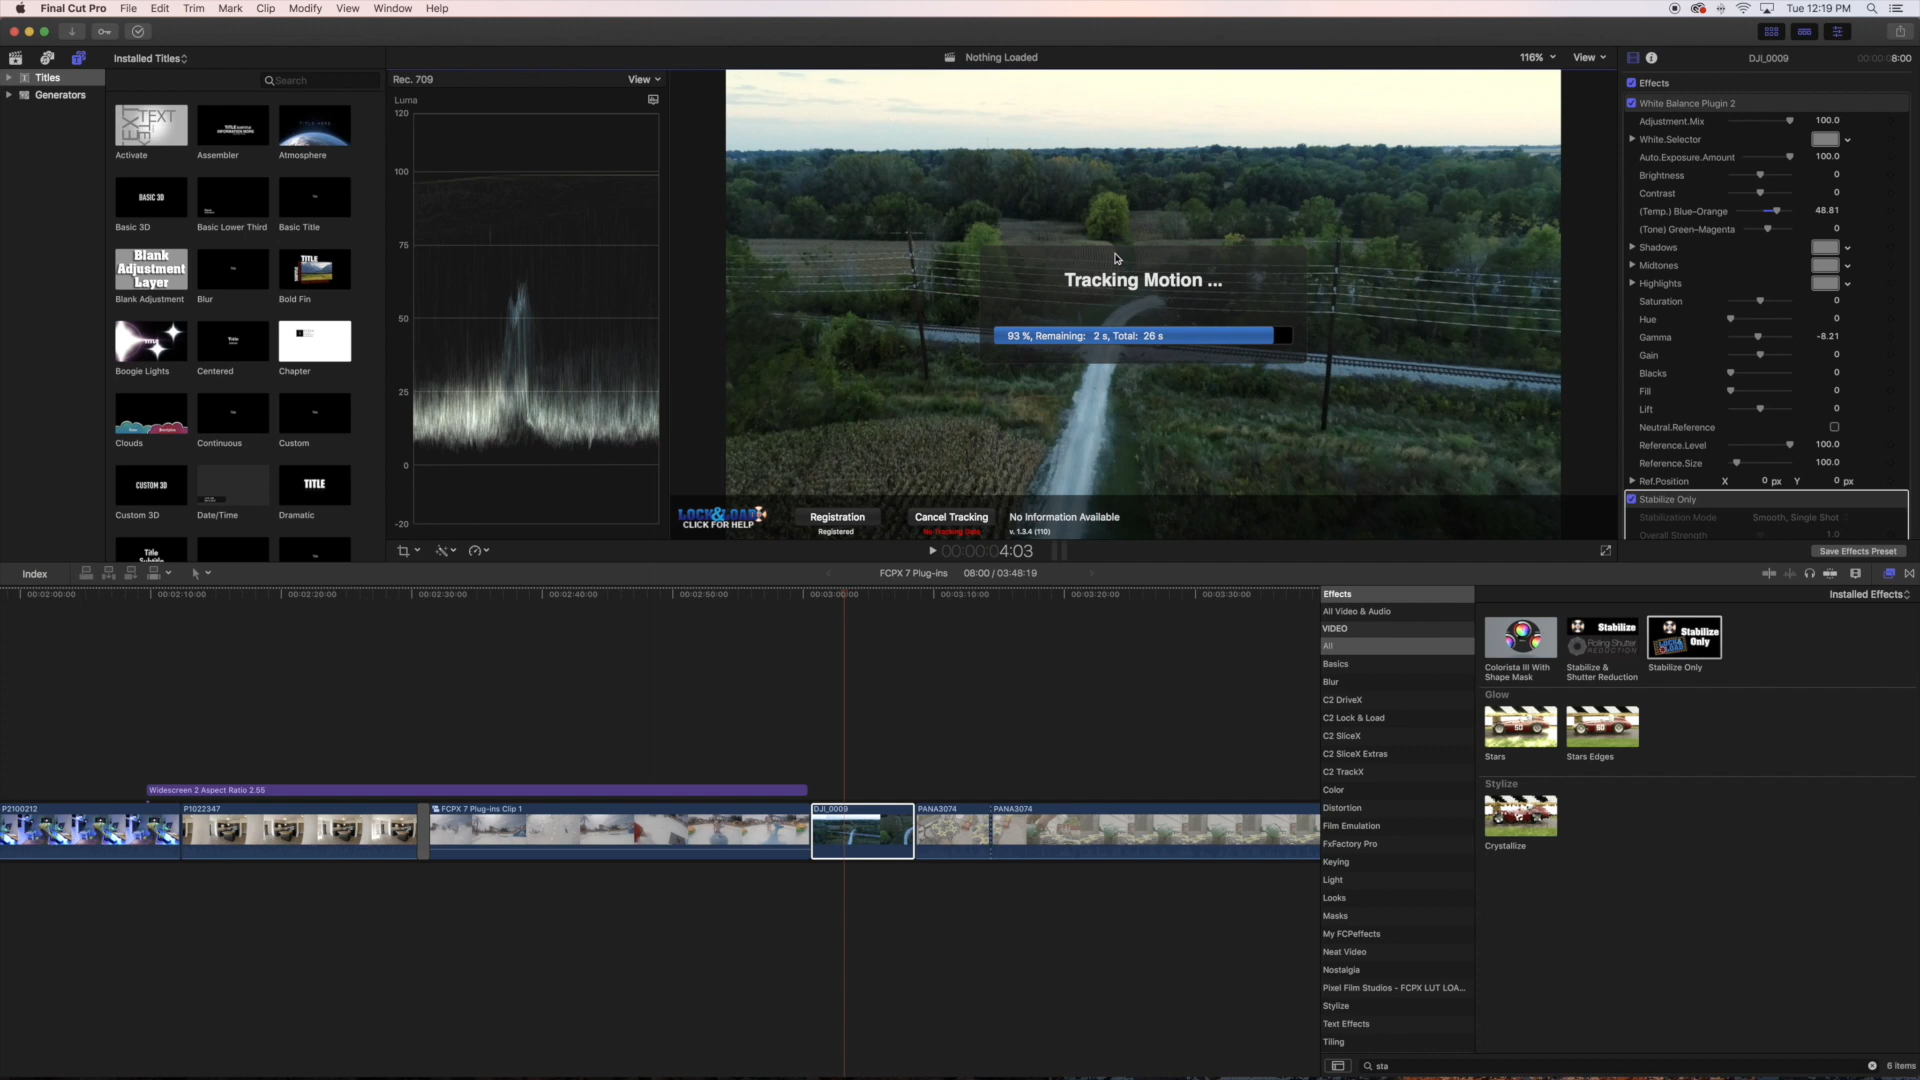 Final Cut Pro File Edit Trim Mark Clip Modify View Window Help
Tue 12:19 PM
Installed Titles
Titles
Generators
Search
Activate
Assembler
Atmosphere
BASIC 3D
Basic 3D
Basic Lower Third
Basic Title
Blank
Adjustment
Layer
Blank Adjustment
Blur
TITLE
Bold Fin
Boogie Lights
Centered
Chapter
Clouds
Continuous
Custom
CUSTOM 3D
Custom 3D
Date/Time
TITLE
Dramatic
Title
Rec. 709
View
Luma
120
100
75
50
25
0
-20
Nothing Loaded
116%
View
Tracking Motion ...
93 %, Remaining: 2 s, Total: 26 s
LOCK&LOAD
CLICK FOR HELP
Registration
Registered
Cancel Tracking
No Tracking Data
No Information Available
v. 1.3.4 (110)
00:00:04:03
DJI_0009
00:00:08:00
Effects
White Balance Plugin 2
Adjustment.Mix 100.0
White.Selector
Auto.Exposure.Amount 100.0
Brightness 0
Contrast 0
(Temp.) Blue-Orange 48.81
(Tone) Green-Magenta 0
Shadows
Midtones
Highlights
Saturation 0
Hue 0
Gamma -8.21
Gain 0
Blacks 0
Fill 0
Lift 0
Neutral.Reference
Reference.Level 100.0
Reference.Size 100.0
Ref.Position X 0 px Y 0 px
Stabilize Only
Stabilization Mode Smooth, Single Shot
Overall Strength 1.0
Save Effects Preset
Index
FCPX 7 Plug-ins
08:00 / 03:48:19
00:02:00:00
00:02:10:00
00:02:20:00
00:02:30:00
00:02:40:00
00:02:50:00
00:03:00:00
00:03:10:00
00:03:20:00
00:03:30:00
Widescreen 2 Aspect Ratio 2.55
P2100212
P1022347
FCPX 7 Plug-ins Clip 1
DJI_0009
PANA3074
PANA3074
Effects
Installed Effects
All Video & Audio
VIDEO
All
Basics
Blur
C2 DriveX
C2 Lock & Load
C2 SliceX
C2 SliceX Extras
C2 TrackX
Color
Distortion
Film Emulation
FxFactory Pro
Keying
Light
Looks
Masks
My FCPeffects
Neat Video
Nostalgia
Pixel Film Studios - FCPX LUT LOA...
Stylize
Text Effects
Tiling
Colorista III With
Shape Mask
Stabilize
Rolling Shutter
REDUCTION
Stabilize &
Shutter Reduction
Stabilize
Only
Stabilize Only
Glow
Stars
Stars Edges
Stylize
Crystallize
sta
6 items